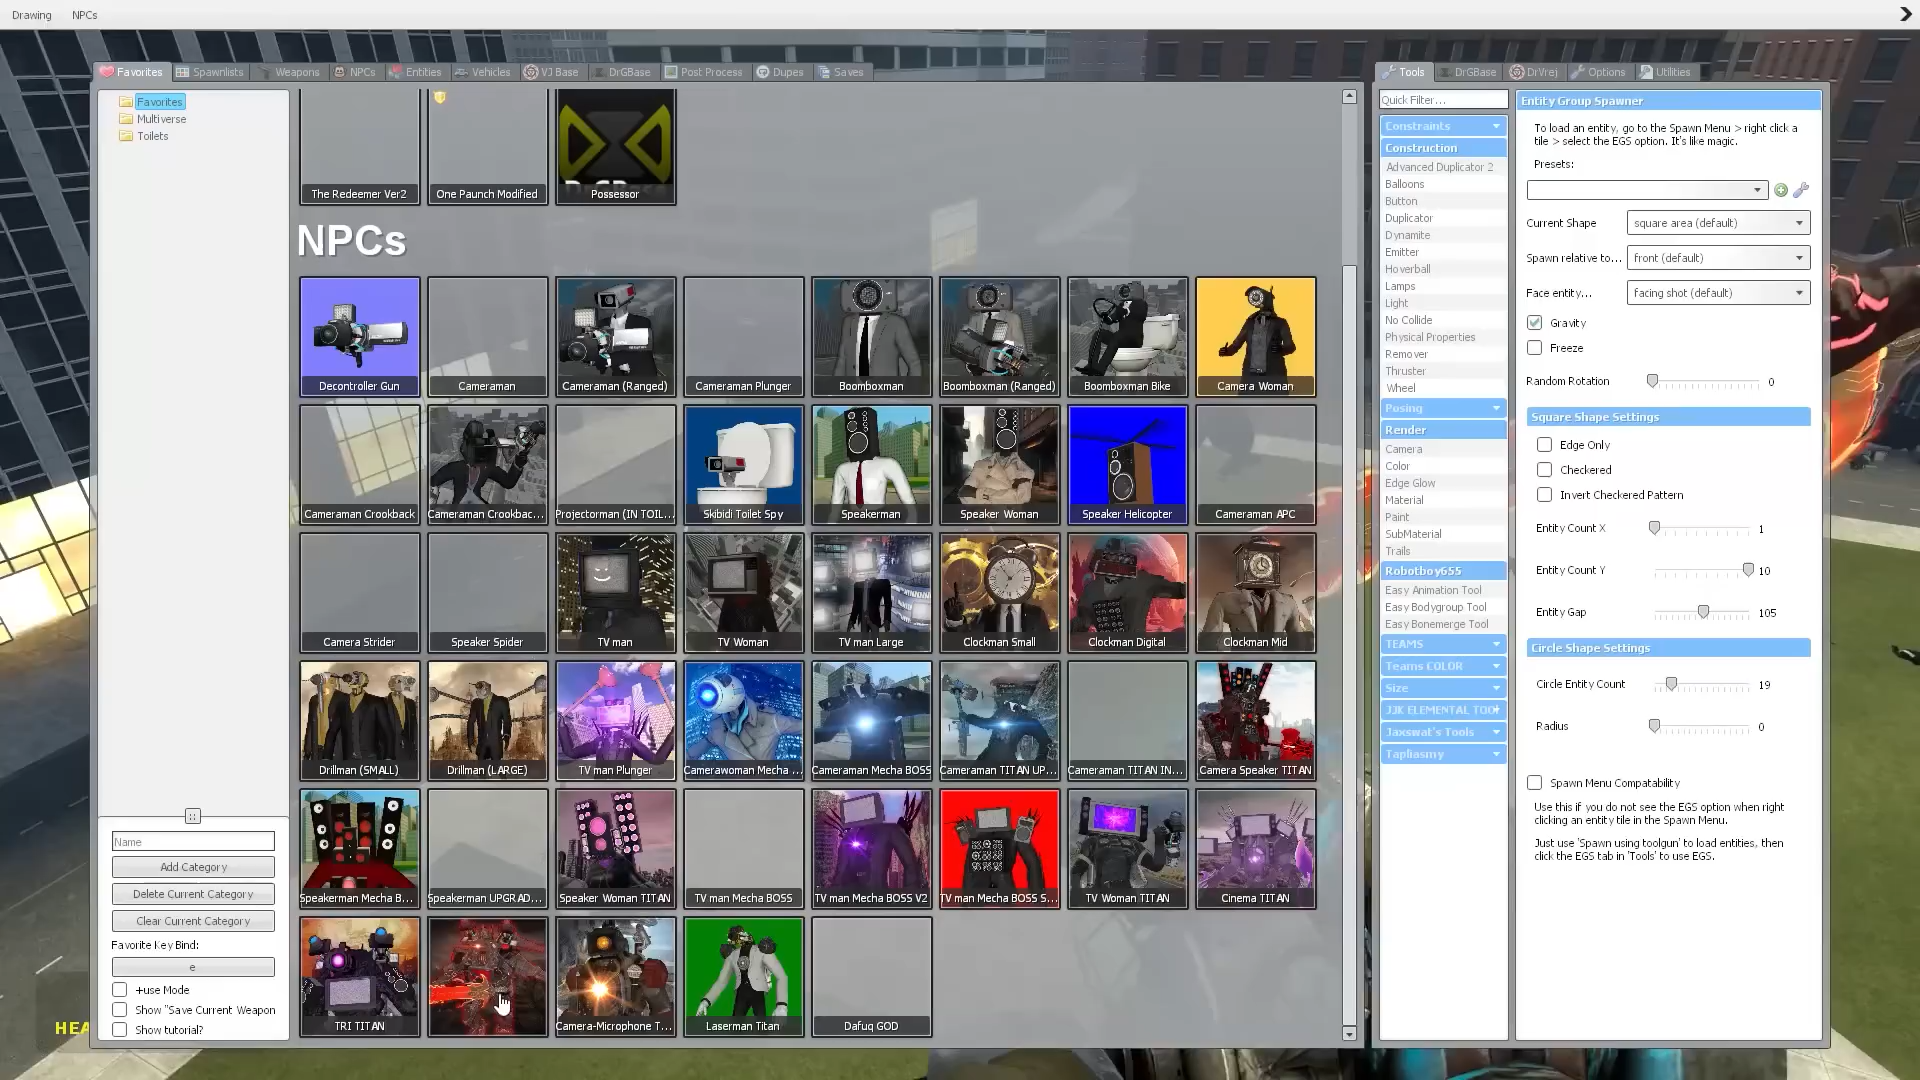 Drawing NPCs
Favorites Spawnlists Weapons NPCs Entities Vehicles VJ Base DrGBase Post Process Dupes Saves
Favorites
Multiverse
Toilets
The Redeemer Ver2
One Paunch Modified
Possessor
NPCs
Decontroller Gun
Cameraman
Cameraman (Ranged)
Cameraman Plunger
Boomboxman
Boomboxman (Ranged)
Boomboxman Bike
Camera Woman
Cameraman Crookback
Cameraman Crookbac...
Projectorman (IN TOIL...
Skibidi Toilet Spy
Speakerman
Speaker Woman
Speaker Helicopter
Cameraman APC
Camera Strider
Speaker Spider
TV man
TV Woman
TV man Large
Clockman Small
Clockman Digital
Clockman Mid
Drillman (SMALL)
Drillman (LARGE)
TV man Plunger
Camerawoman Mecha ...
Cameraman Mecha BOSS
Cameraman TITAN UP...
Cameraman TITAN IN...
Camera Speaker TITAN
Speakerman Mecha B...
Speakerman UPGRAD...
Speaker Woman TITAN
TV man Mecha BOSS
TV man Mecha BOSS V2
TV man Mecha BOSS S...
TV Woman TITAN
Cinema TITAN
TRI TITAN
Camera-Microphone T...
Laserman Titan
Dafuq GOD
Name
Add Category
Delete Current Category
Clear Current Category
Favorite Key Bind:
e
+use Mode
Show "Save Current Weapon
Show tutorial?
HEA
Tools DrGBase DrVrej Options Utilities
Quick Filter...
Constraints
Construction
Advanced Duplicator 2
Balloons
Button
Duplicator
Dynamite
Emitter
Hoverball
Lamps
Light
No Collide
Physical Properties
Remover
Thruster
Wheel
Posing
Render
Camera
Color
Edge Glow
Material
Paint
SubMaterial
Trails
Robotboy655
Easy Animation Tool
Easy Bodygroup Tool
Easy Bonemerge Tool
TEAMS
Teams COLOR
Size
JJK ELEMENTAL TOO
Jaxswat's Tools
Tapliasmy
Entity Group Spawner
To load an entity, go to the Spawn Menu > right click a
tile > select the EGS option. It's like magic.
Presets:
Current Shape square area (default)
Spawn relative to... front (default)
Face entity... facing shot (default)
Gravity
Freeze
Random Rotation 0
Square Shape Settings
Edge Only
Checkered
Invert Checkered Pattern
Entity Count X 1
Entity Count Y 10
Entity Gap 105
Circle Shape Settings
Circle Entity Count 19
Radius 0
Spawn Menu Compatability
Use this if you do not see the EGS option when right
clicking an entity tile in the Spawn Menu.
Just use 'Spawn using toolgun' to load entities, then
click the EGS tab in 'Tools' to use EGS.